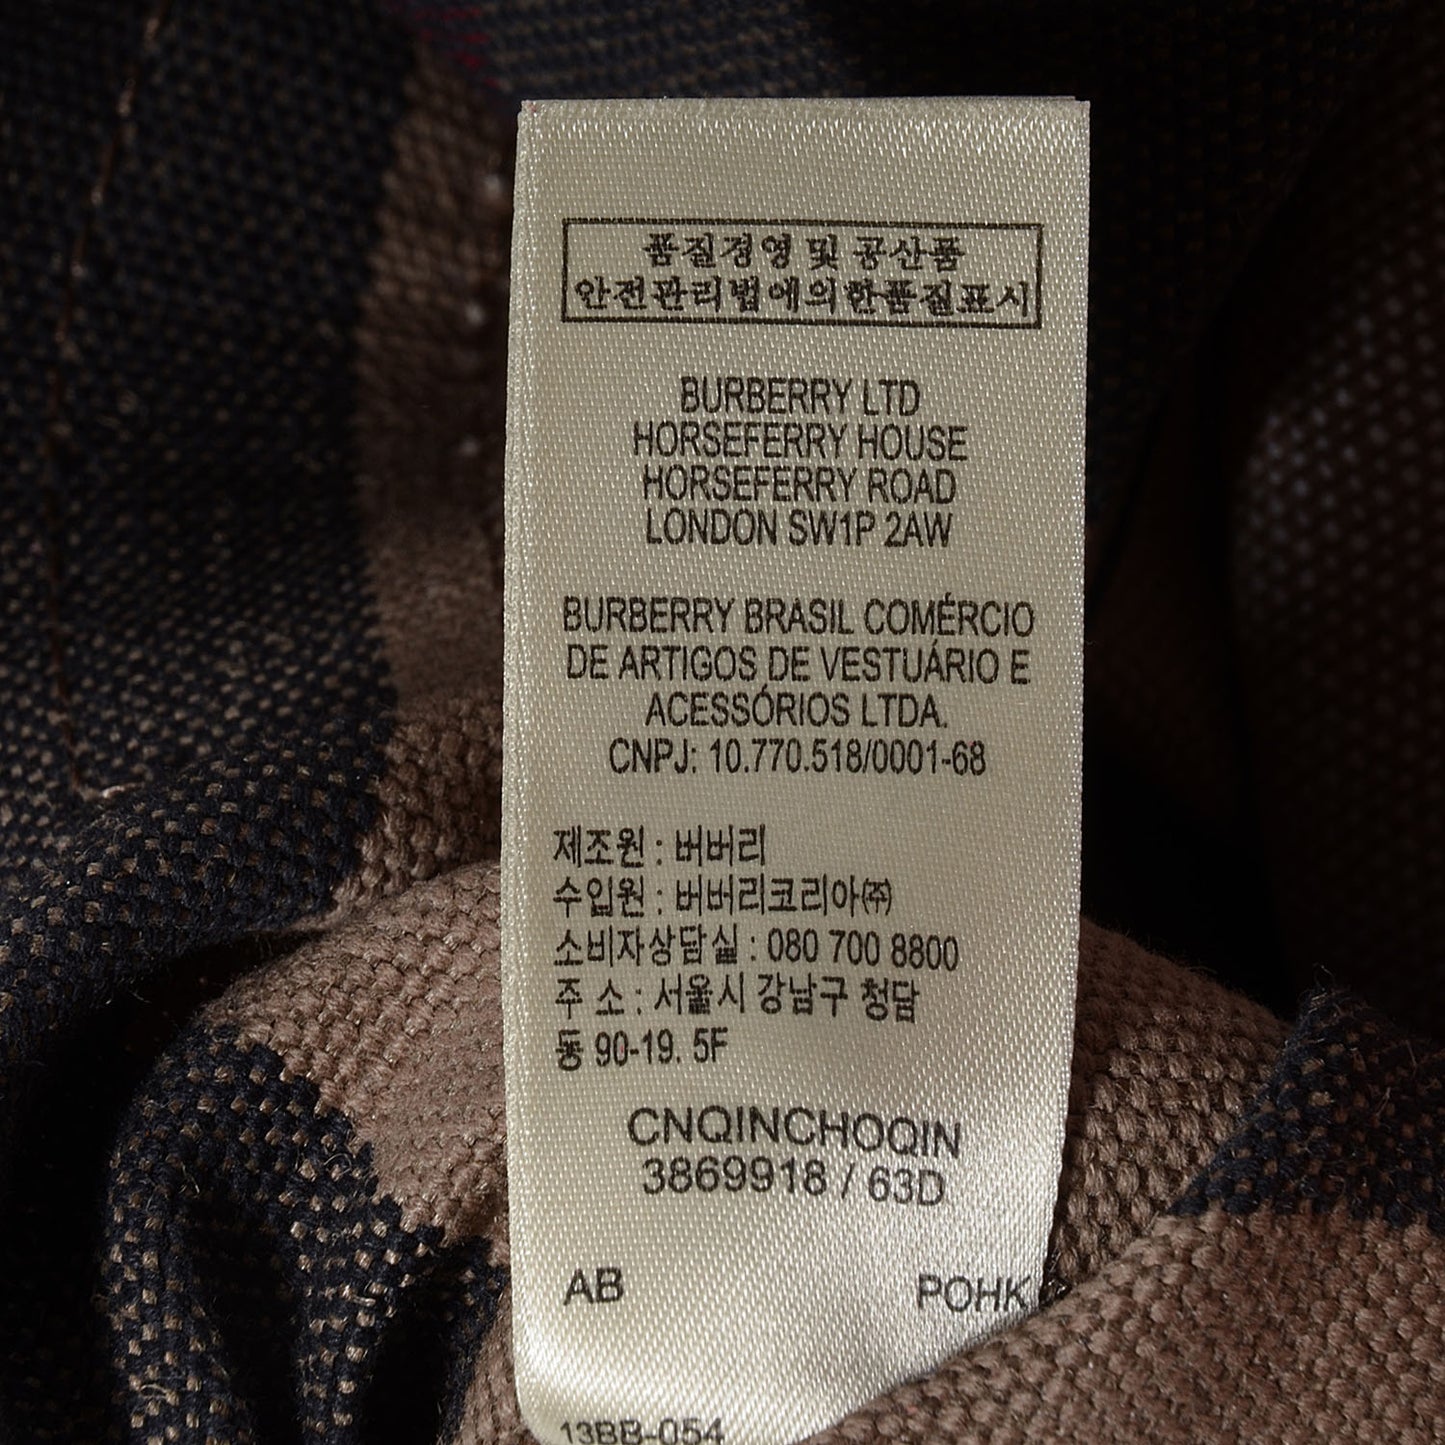 품질경영 및 공산품
안전관리법에의한품질표시
BURBERRY LTD
HORSEFERRY HOUSE
HORSEFERRY ROAD
LONDON SW1P 2AW
BURBERRY BRASIL COMÉRCIO
DE ARTIGOS DE VESTUÁRIO E
ACESSÓRIOS LTDA.
CNPJ: 10.770.518/0001-68
제조원 : 버버리
수입원 : 버버리코리아㈜
소비자상담실 : 080 700 8800
주 소 : 서울시 강남구 청담
동 90-19. 5F
CNQINCHOQIN
3869918 / 63D
AB POHK
13BB-054